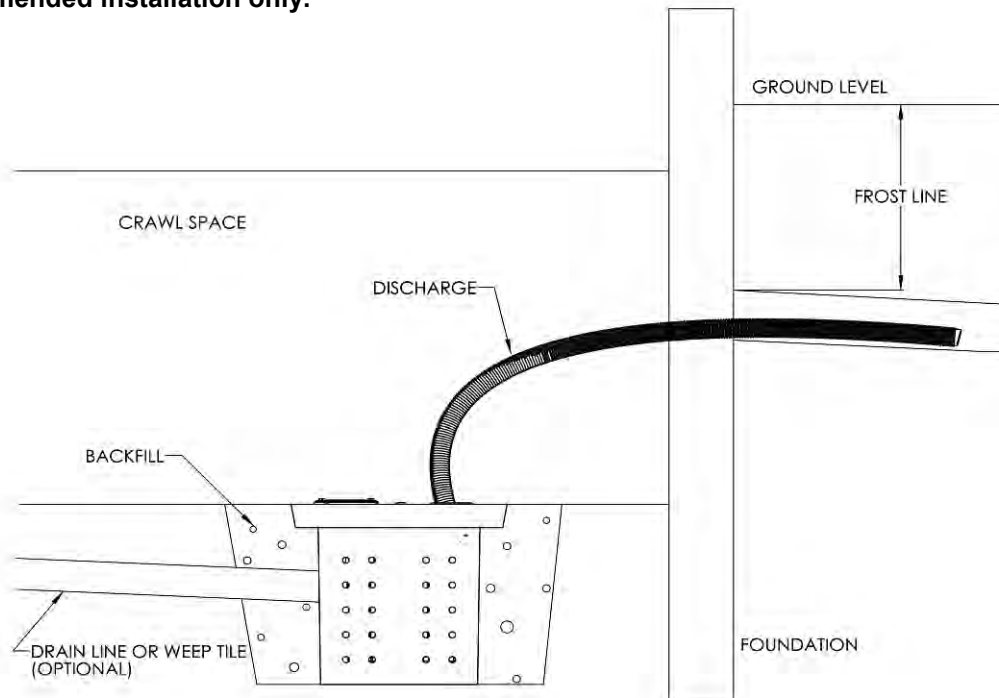 mended installation only.
GROUND LEVEL
FROST LINE
CRAWL SPACE
DISCHARGE
BACKFILL
DRAIN LINE OR WEEP TILE
(OPTIONAL)
FOUNDATION